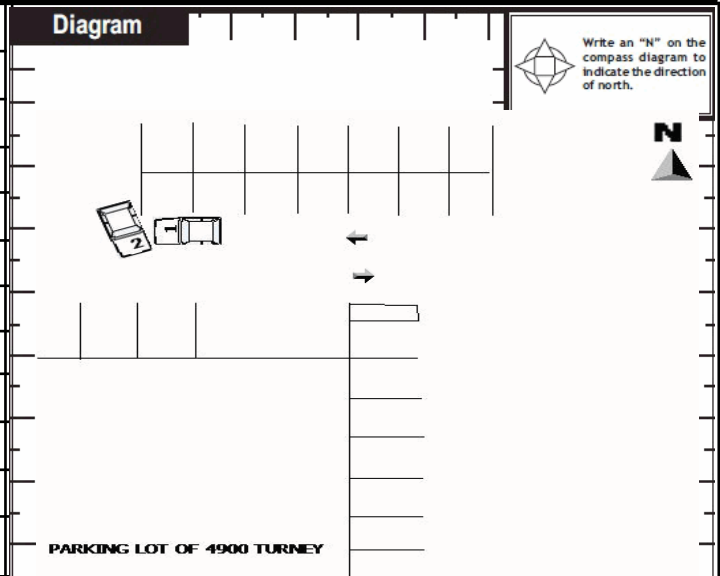 Diagram
Write an “N” on the
compass diagram to
indicate the direction
of north.
N
1
2
PARKING LOT OF 4900 TURNEY